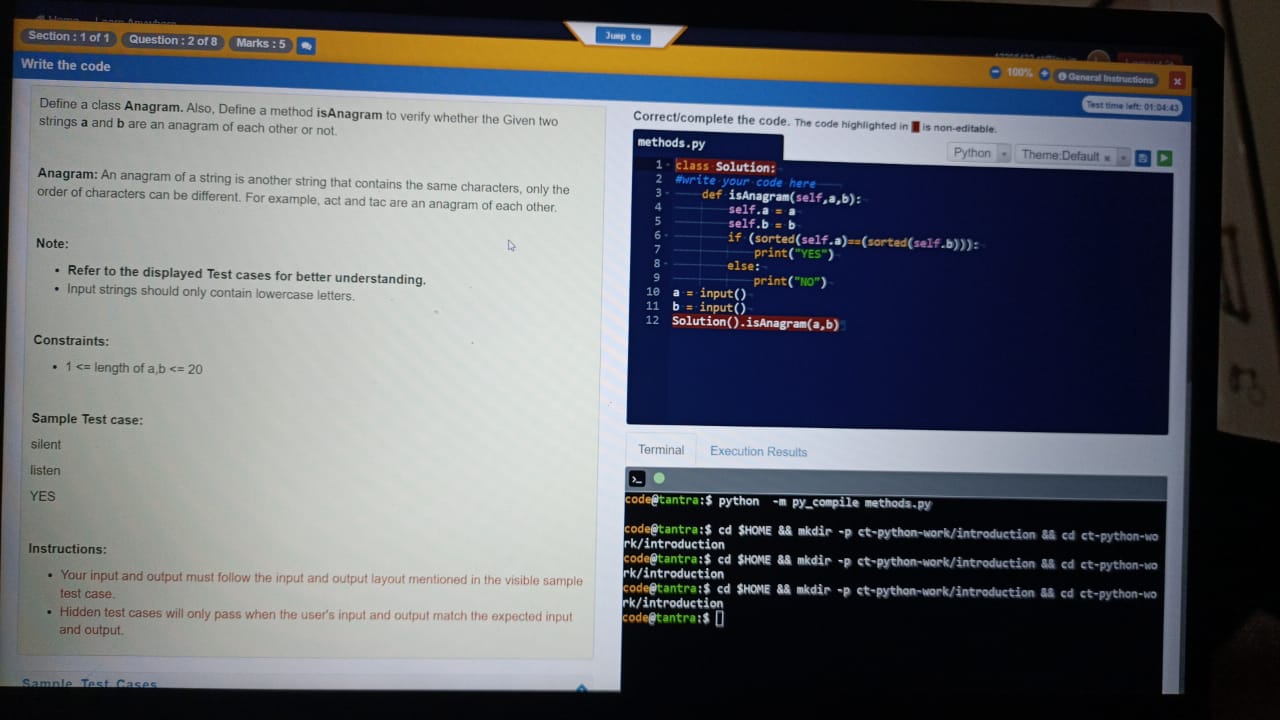 Home
Section : 1 of 1 Question : 2 of 8 Marks : 5
Jump to
100% General Instructions
Write the code
Test time left: 01:04:43
Define a class Anagram. Also, Define a method isAnagram to verify whether the Given two
strings a and b are an anagram of each other or not.
Anagram: An anagram of a string is another string that contains the same characters, only the
order of characters can be different. For example, act and tac are an anagram of each other.
Note:
• Refer to the displayed Test cases for better understanding.
• Input strings should only contain lowercase letters.
Constraints:
• 1 <= length of a,b <= 20
Sample Test case:
silent
listen
YES
Instructions:
• Your input and output must follow the input and output layout mentioned in the visible sample
test case.
• Hidden test cases will only pass when the user's input and output match the expected input
and output.
Sample Test Cases
Correct/complete the code. The code highlighted in is non-editable.
methods.py
Python Theme:Default
1 class Solution:
2 #write your code here
3 def isAnagram(self,a,b):
4 self.a = a
5 self.b = b
6 if (sorted(self.a)==(sorted(self.b))):
7 print("YES")
8 else:
9 print("NO")
10 a = input()
11 b = input()
12 Solution().isAnagram(a,b)
Terminal Execution Results
>_
code@tantra:$ python -m py_compile methods.py
code@tantra:$ cd $HOME && mkdir -p ct-python-work/introduction && cd ct-python-wo
rk/introduction
code@tantra:$ cd $HOME && mkdir -p ct-python-work/introduction && cd ct-python-wo
rk/introduction
code@tantra:$ cd $HOME && mkdir -p ct-python-work/introduction && cd ct-python-wo
rk/introduction
code@tantra:$